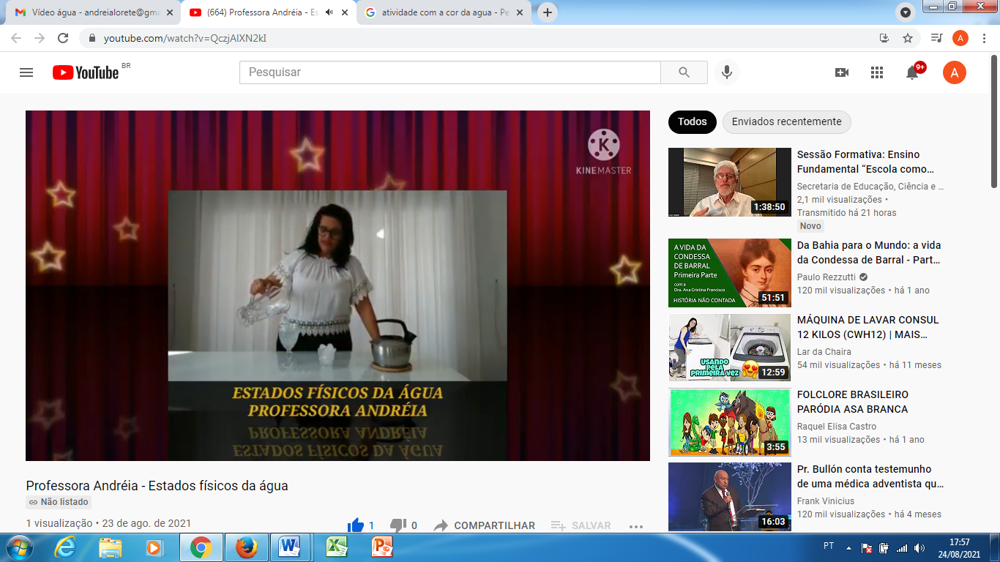 Vídeo água - andreialorete@gma
(664) Professora Andréia - Es
atividade com a cor da agua - Pe
youtube.com/watch?v=QczjAlXN2kI
A
YouTube BR
Pesquisar
9+
A
KINEMASTER
ESTADOS FÍSICOS DA ÁGUA
PROFESSORA ANDRÉIA
Professora Andréia - Estados físicos da água
Não listado
1 visualização • 23 de ago. de 2021
1
0
COMPARTILHAR
SALVAR
Todos
Enviados recentemente
1:38:50
Sessão Formativa: Ensino
Fundamental “Escola como...
Secretaria de Educação, Ciência e ...
2,1 mil visualizações •
Transmitido há 21 horas
Novo
A VIDA DA
CONDESSA
DE BARRAL
Primeira Parte
com a
Dra. Ana Cristina Francisco
HISTÓRIA NÃO CONTADA
51:51
Da Bahia para o Mundo: a vida
da Condessa de Barral - Part...
Paulo Rezzutti
120 mil visualizações • há 1 ano
USANDO
PELA
PRIMEIRA VEZ
12:59
MÁQUINA DE LAVAR CONSUL
12 KILOS (CWH12) | MAIS...
Lar da Chaira
54 mil visualizações • há 11 meses
3:55
FOLCLORE BRASILEIRO
PARÓDIA ASA BRANCA
Raquel Elisa Castro
13 mil visualizações • há 1 ano
16:03
Pr. Bullón conta testemunho
de uma médica adventista qu...
Frank Vinicius
120 mil visualizações • há 4 meses
PT
17:57
24/08/2021